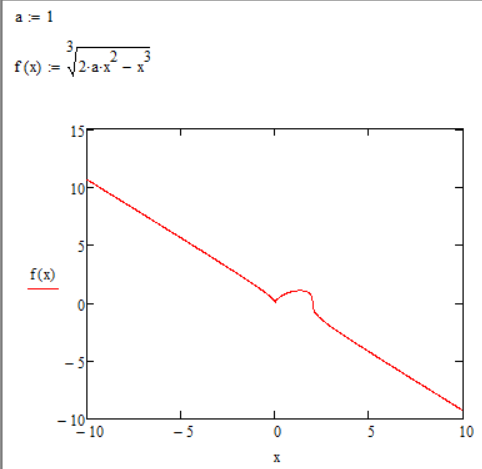 a := 1
f(x) := ∛(2·a·x² − x³)
15
10
5
f(x)
0
− 5
− 10
− 10 − 5 0 5 10
x